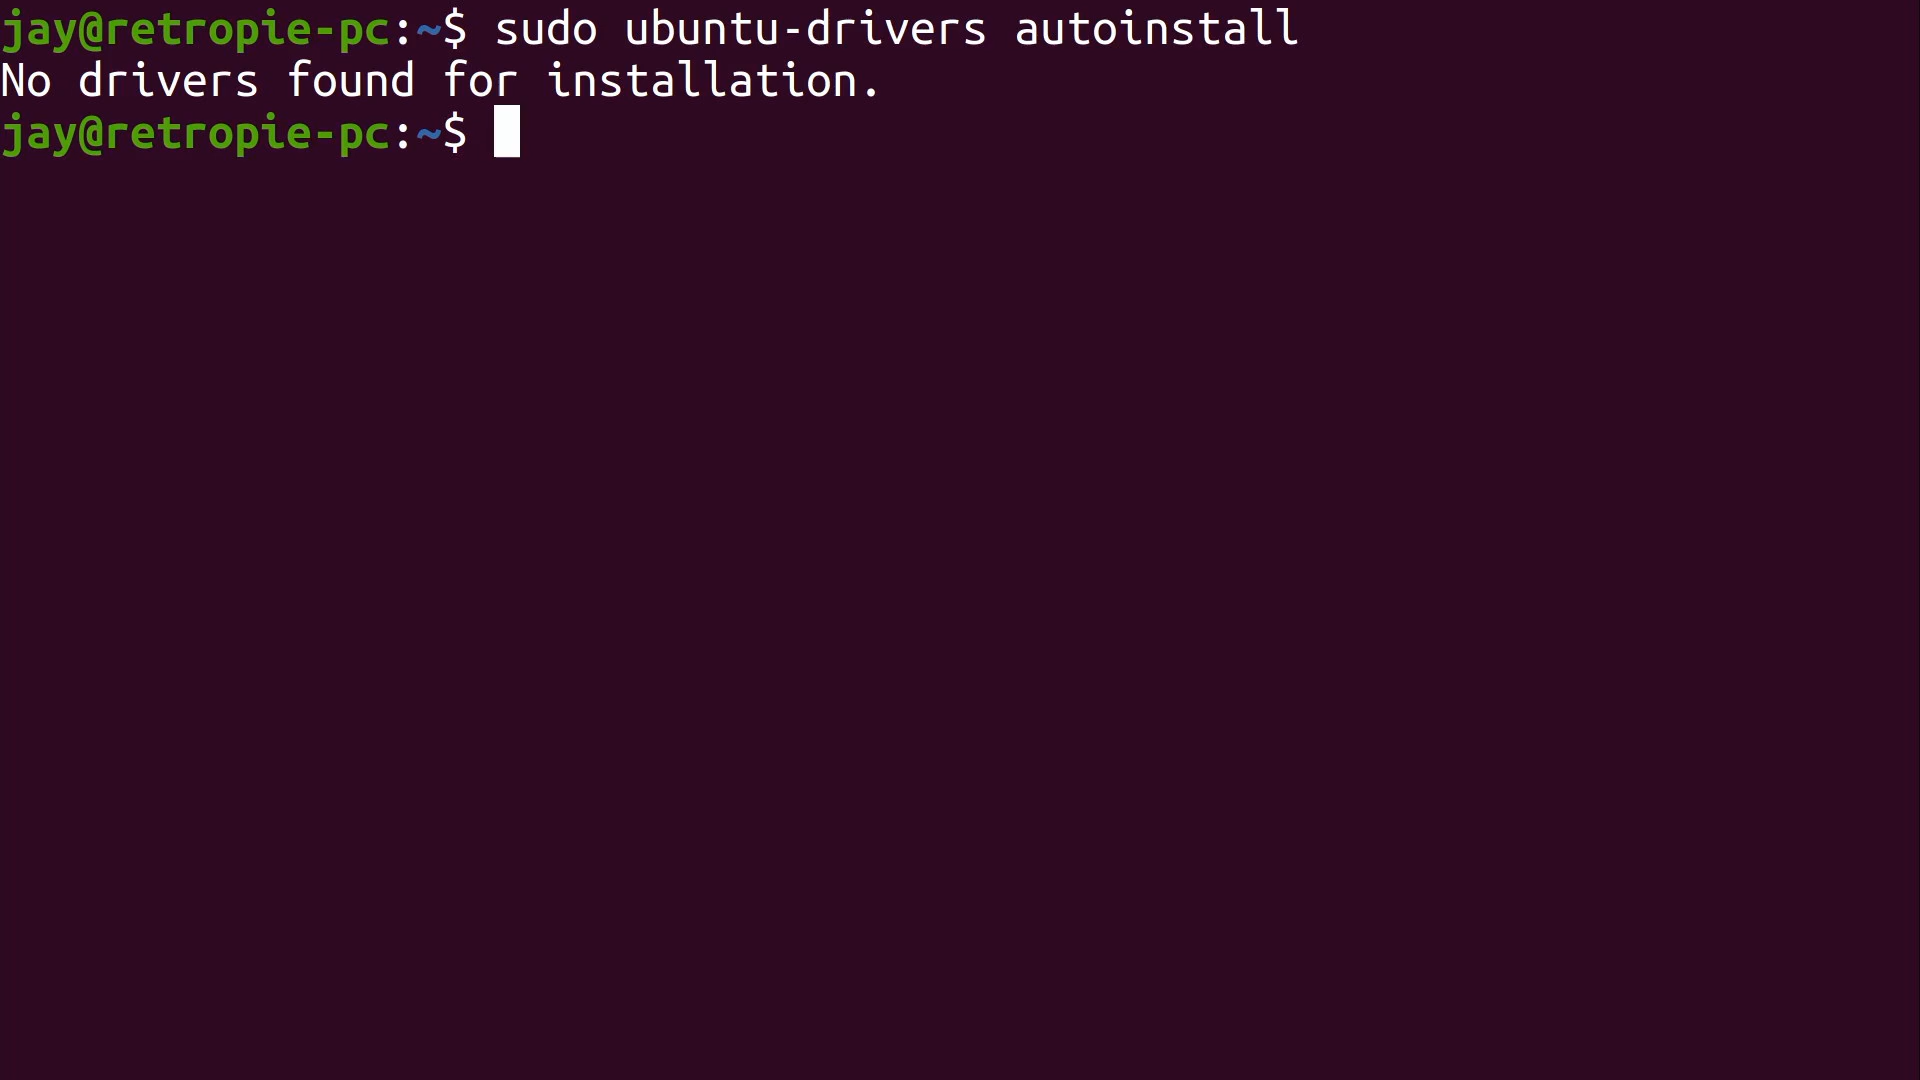 jay@retropie-pc:~$ sudo ubuntu-drivers autoinstall
No drivers found for installation.
jay@retropie-pc:~$